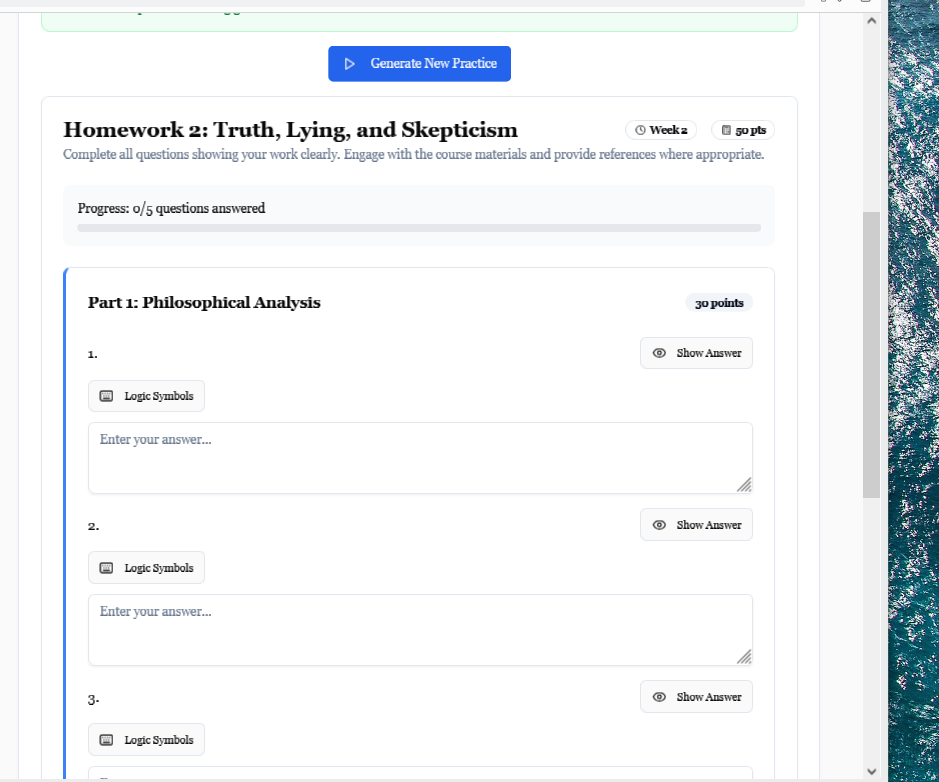 Generate New Practice
Homework 2: Truth, Lying, and Skepticism
Week 2
50 pts
Complete all questions showing your work clearly. Engage with the course materials and provide references where appropriate.
Progress: 0/5 questions answered
Part 1: Philosophical Analysis
30 points
1.
Show Answer
Logic Symbols
Enter your answer...
2.
Show Answer
Logic Symbols
Enter your answer...
3.
Show Answer
Logic Symbols